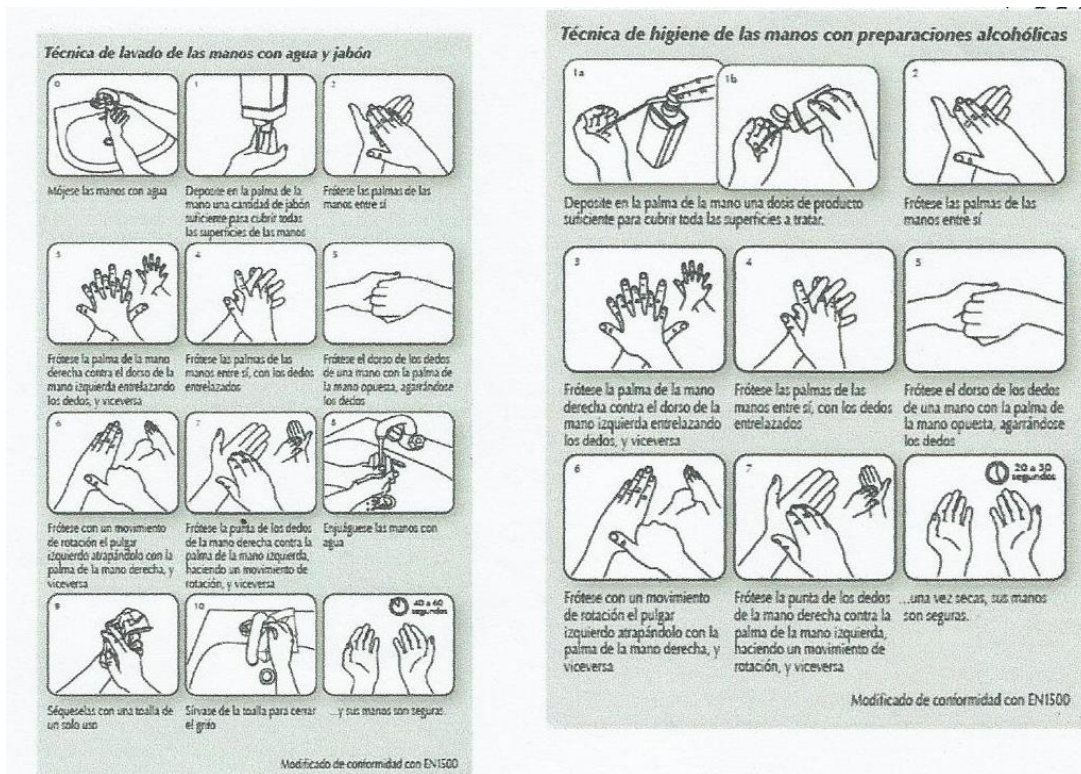 Técnica de lavado de las manos con agua y jabón
0
1
2
Mójese las manos con agua
Deposite en la palma de la
mano una cantidad de jabón
suficiente para cubrir todas
las superficies de las manos
Frótese las palmas de las
manos entre sí
3
4
5
Frótese la palma de la mano
derecha contra el dorso de la
mano izquierda entrelazando
los dedos, y viceversa
Frótese las palmas de las
manos entre sí, con los dedos
entrelazados
Frótese el dorso de los dedos
de una mano con la palma de
la mano opuesta, agarrándose
los dedos
6
7
8
Frótese con un movimiento
de rotación el pulgar
izquierdo atrapándolo con la
palma de la mano derecha, y
viceversa
Frótese la punta de los dedos
de la mano derecha contra la
palma de la mano izquierda,
haciendo un movimiento de
rotación, y viceversa
Enjuáguese las manos con
agua
9
10
40 a 60
segundos
Séqueselas con una toalla de
un solo uso
Sírvase de la toalla para cerrar
el grifo
...y sus manos son seguras.
Modificado de conformidad con EN1500
Técnica de higiene de las manos con preparaciones alcohólicas
1a
1b
2
Deposite en la palma de la mano una dosis de producto
suficiente para cubrir toda las superficies a tratar.
Frótese las palmas de las
manos entre sí
3
4
5
Frótese la palma de la mano
derecha contra el dorso de la
mano izquierda entrelazando
los dedos, y viceversa
Frótese las palmas de las
manos entre sí, con los dedos
entrelazados
Frótese el dorso de los dedos
de una mano con la palma de
la mano opuesta, agarrándose
los dedos
6
7
20 a 30
segundos
Frótese con un movimiento
de rotación el pulgar
izquierdo atrapándolo con la
palma de la mano derecha, y
viceversa
Frótese la punta de los dedos
de la mano derecha contra la
palma de la mano izquierda,
haciendo un movimiento de
rotación, y viceversa
...una vez secas, sus manos
son seguras.
Modificado de conformidad con EN1500